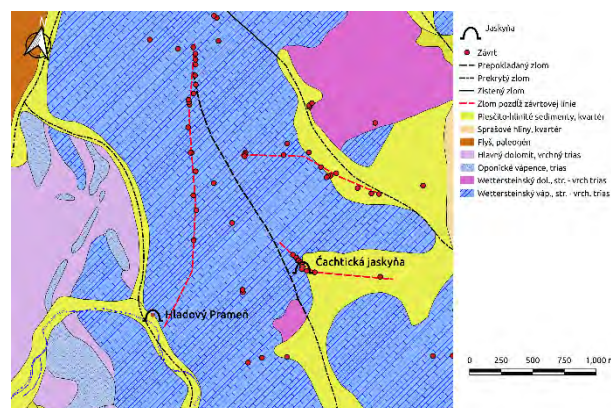 Jaskyňa
Závrt
Prepokladaný zlom
Prekrytý zlom
Zistený zlom
Zlom pozdĺž závrtovej línie
Piesčito-hlinité sedimenty, kvartér
Sprašové hliny, kvartér
Flyš, paleogén
Hlavný dolomit, vrchný trias
Oponické vápence, trias
Wettersteinský dol., str. - vrch. trias
Wettersteinský váp., str. - vrch. trias
Čachtická jaskyňa
Hladový Prameň
0 250 500 750 1,000 m